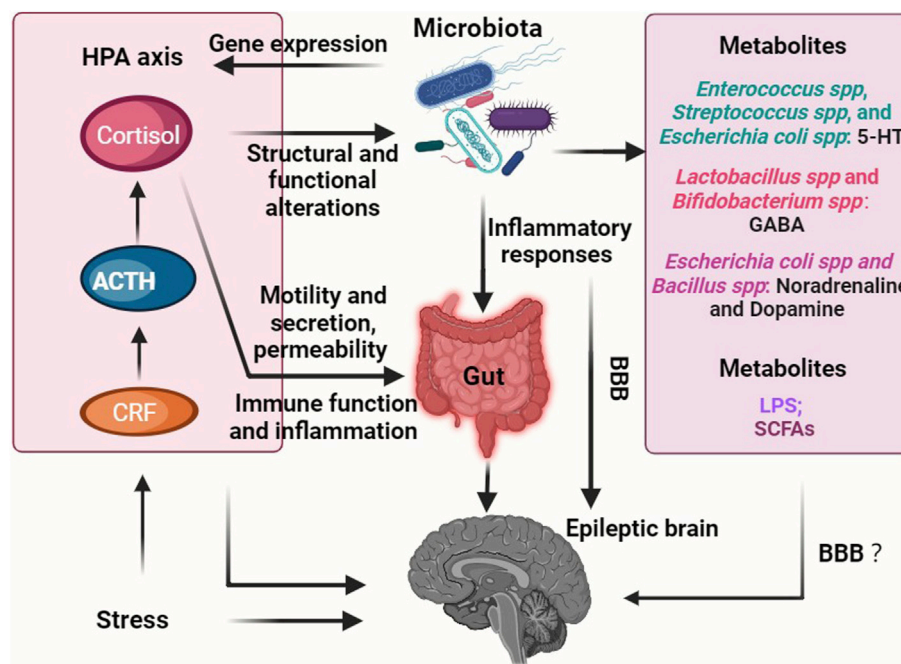 HPA axis
Gene expression
Microbiota
Cortisol
Structural and
functional
alterations
ACTH
CRF
Motility and
secretion,
permeability
Immune function
and inflammation
Inflammatory
responses
Gut
BBB
Metabolites
Enterococcus spp,
Streptococcus spp, and
Escherichia coli spp: 5-HT
Lactobacillus spp and
Bifidobacterium spp:
GABA
Escherichia coli spp and
Bacillus spp: Noradrenaline
and Dopamine
Metabolites
LPS;
SCFAs
Epileptic brain
BBB ?
Stress